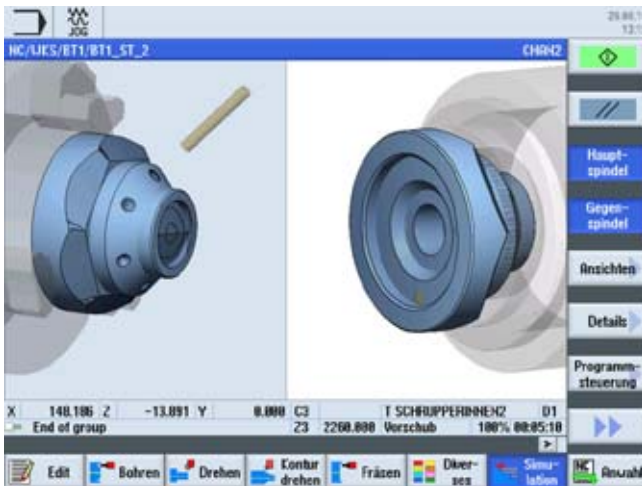 JOG
NC/WKS/BT1/BT1_ST_2
CHAN2
Haupt-
spindel
Gegen-
spindel
Ansichten
Details
Programm-
steuerung
X 148.186 Z -13.891 Y 0.000 C3 T SCHRUPPERINNEN2 D1
End of group Z3 2260.000 Vorschub 100% 00:05:10
Edit
Bohren
Drehen
Kontur
drehen
Fräsen
Diver-
ses
Simu-
lation
NC
Anwahl